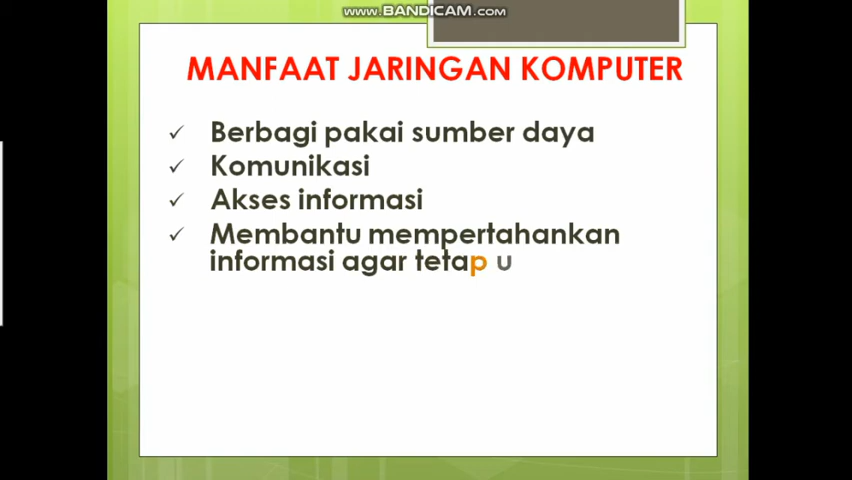 www.BANDICAM.com
MANFAAT JARINGAN KOMPUTER
✓ Berbagi pakai sumber daya
✓ Komunikasi
✓ Akses informasi
✓ Membantu mempertahankan
informasi agar tetap u